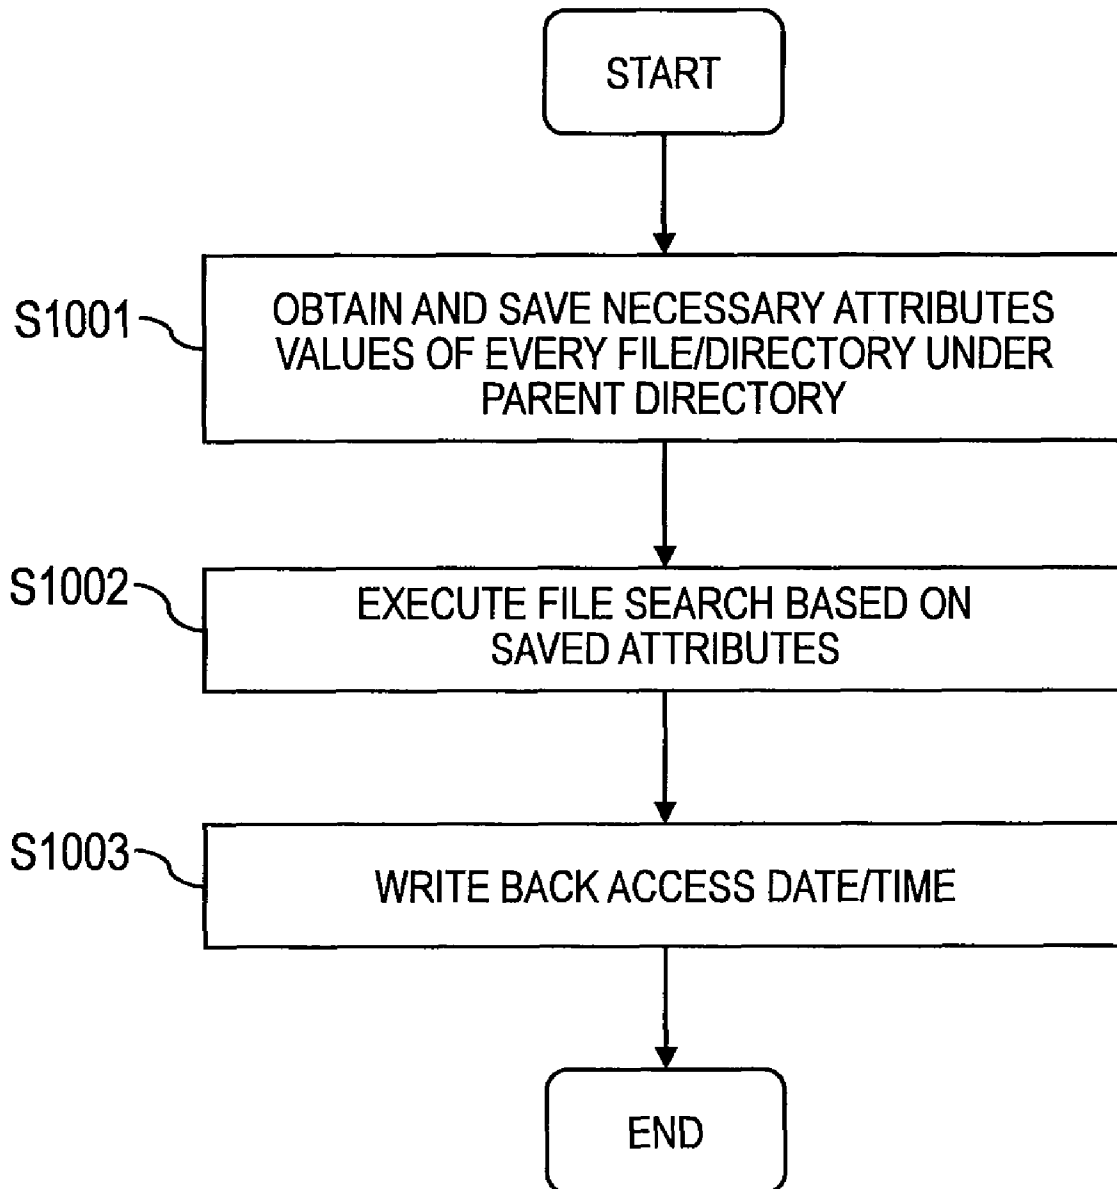 START
S1001
OBTAIN AND SAVE NECESSARY ATTRIBUTES
VALUES OF EVERY FILE/DIRECTORY UNDER
PARENT DIRECTORY
S1002
EXECUTE FILE SEARCH BASED ON
SAVED ATTRIBUTES
S1003
WRITE BACK ACCESS DATE/TIME
END